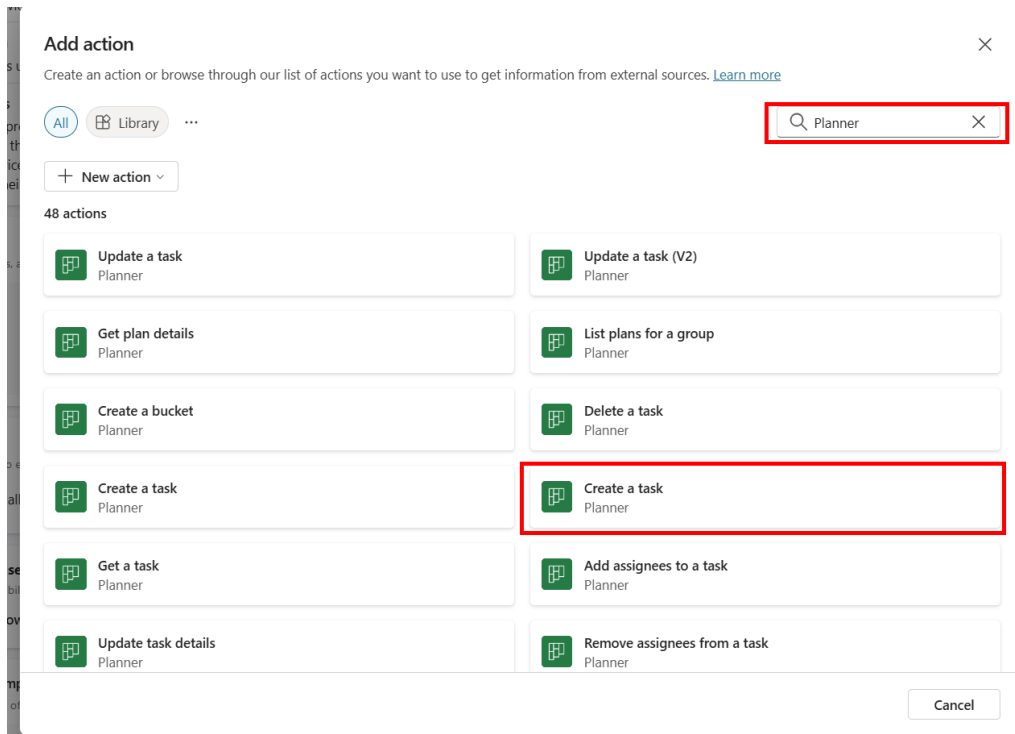 Add action
Create an action or browse through our list of actions you want to use to get information from external sources. Learn more
All
Library
...
Planner
New action
48 actions
Update a task
Planner
Update a task (V2)
Planner
Get plan details
Planner
List plans for a group
Planner
Create a bucket
Planner
Delete a task
Planner
Create a task
Planner
Create a task
Planner
Get a task
Planner
Add assignees to a task
Planner
Update task details
Planner
Remove assignees from a task
Planner
Cancel